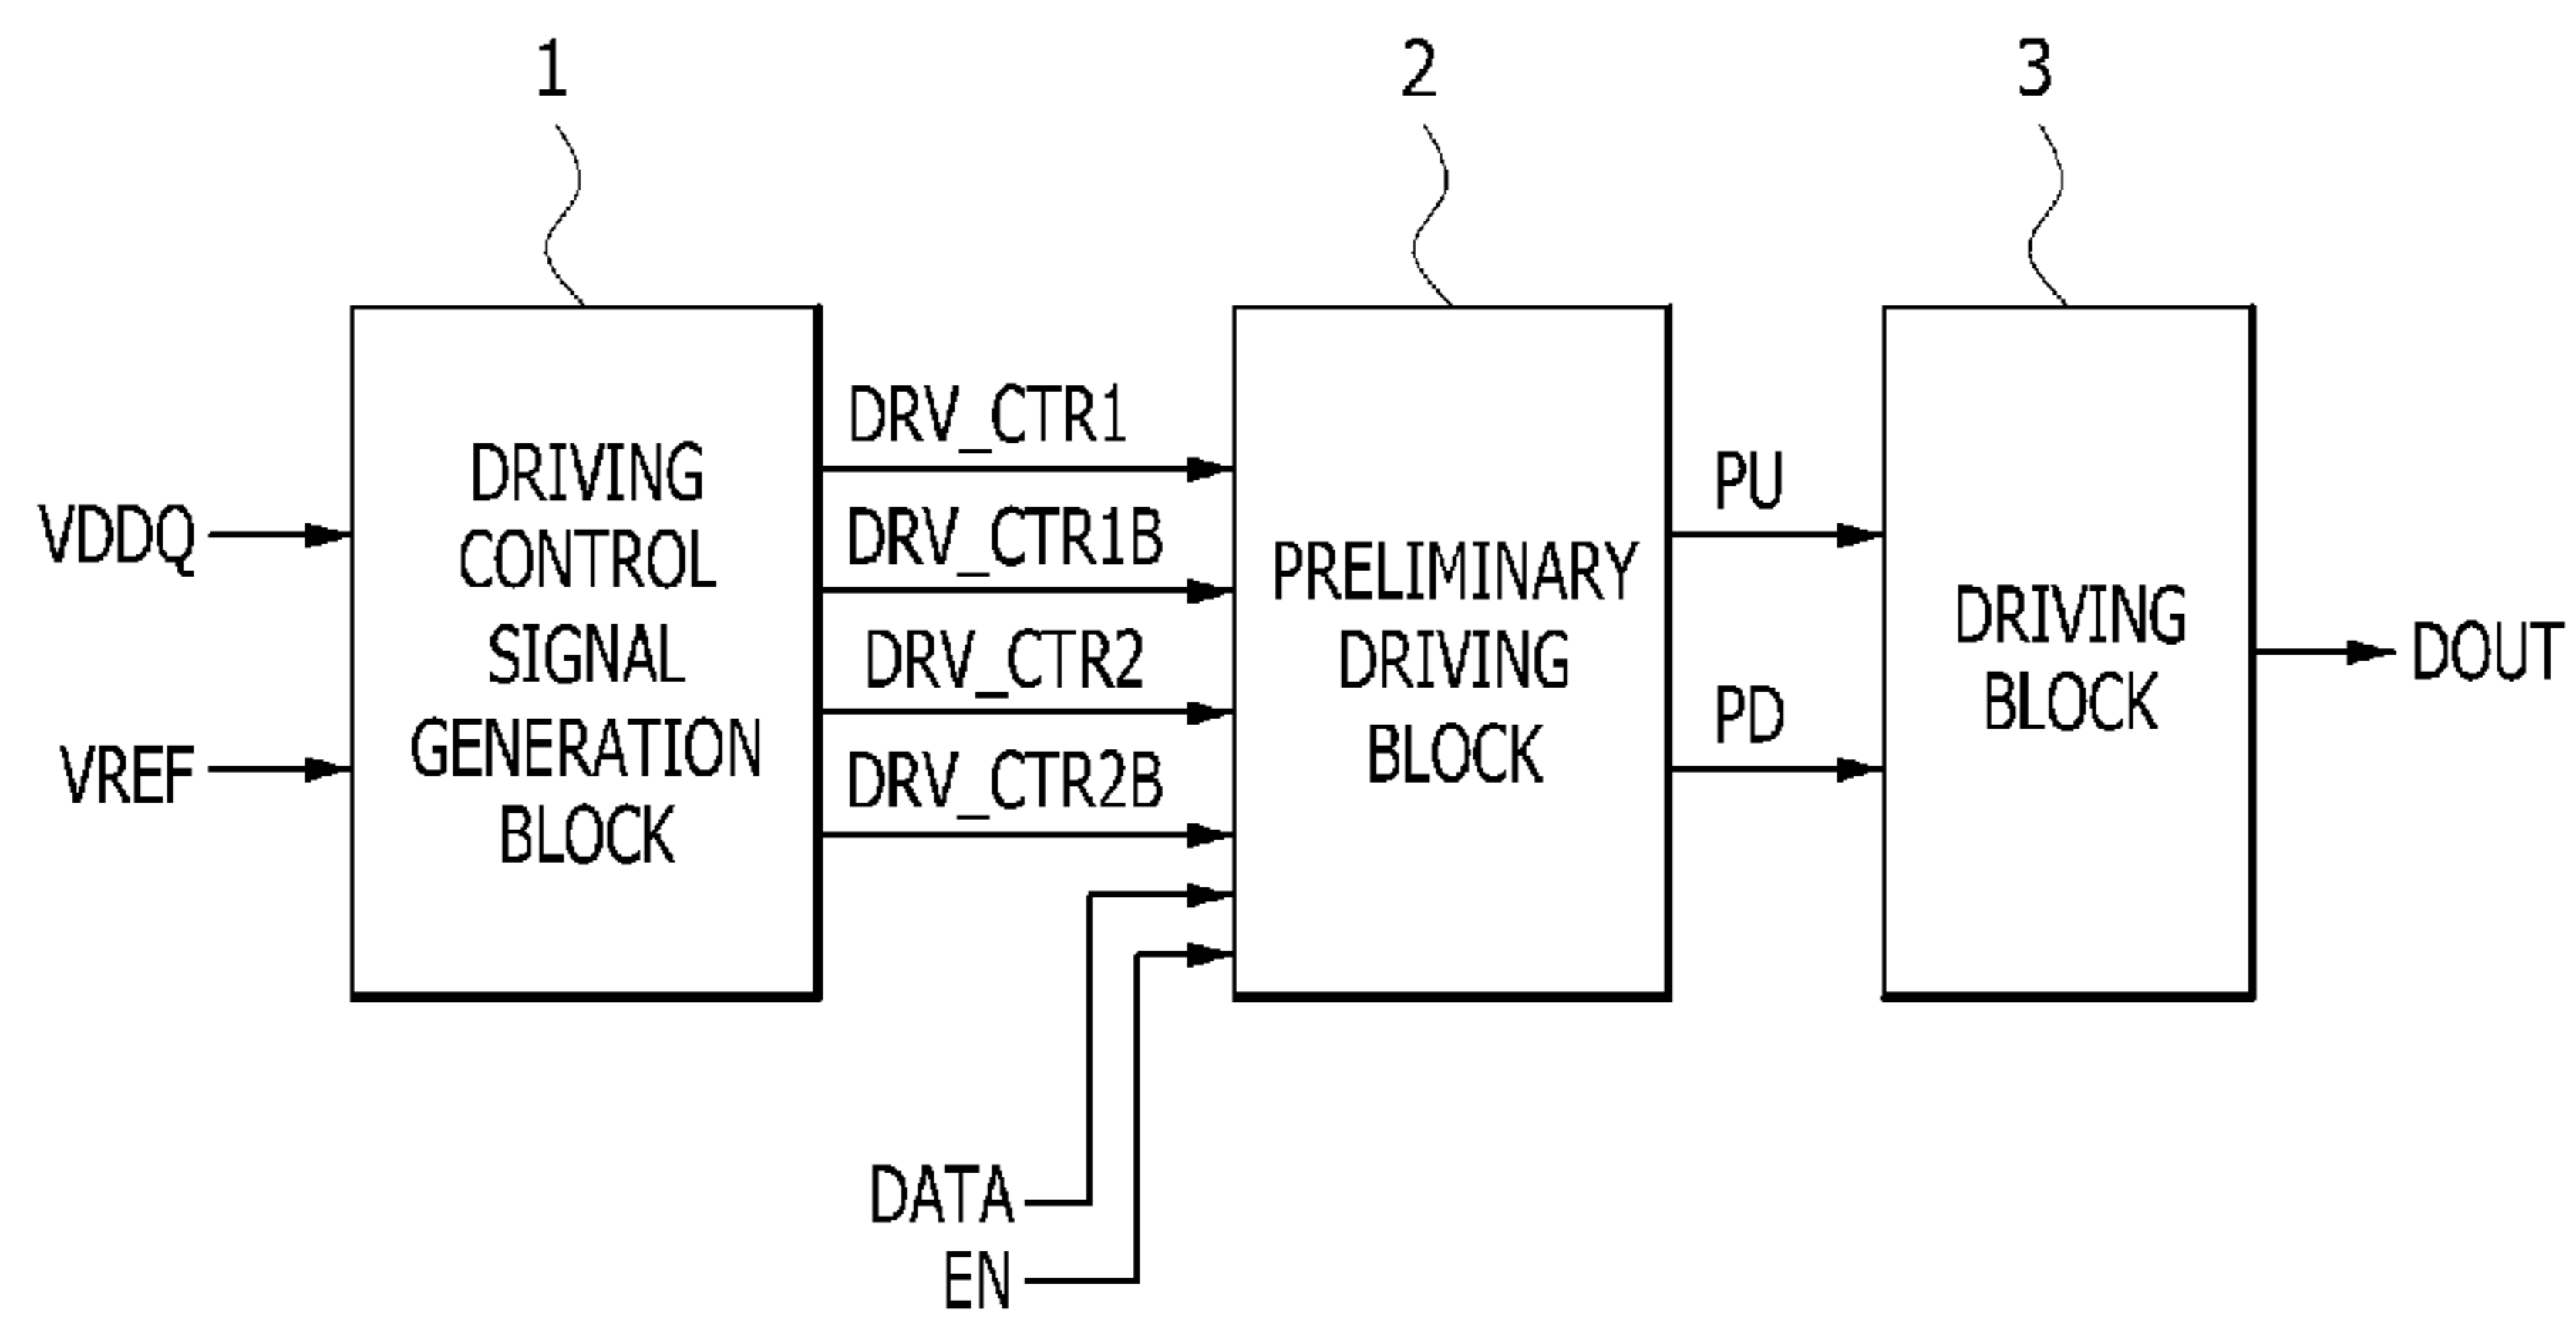 1
2
3
VDDQ
VREF
DRIVING
CONTROL
SIGNAL
GENERATION
BLOCK
DRV_CTR1
DRV_CTR1B
DRV_CTR2
DRV_CTR2B
DATA
EN
PRELIMINARY
DRIVING
BLOCK
PU
PD
DRIVING
BLOCK
DOUT